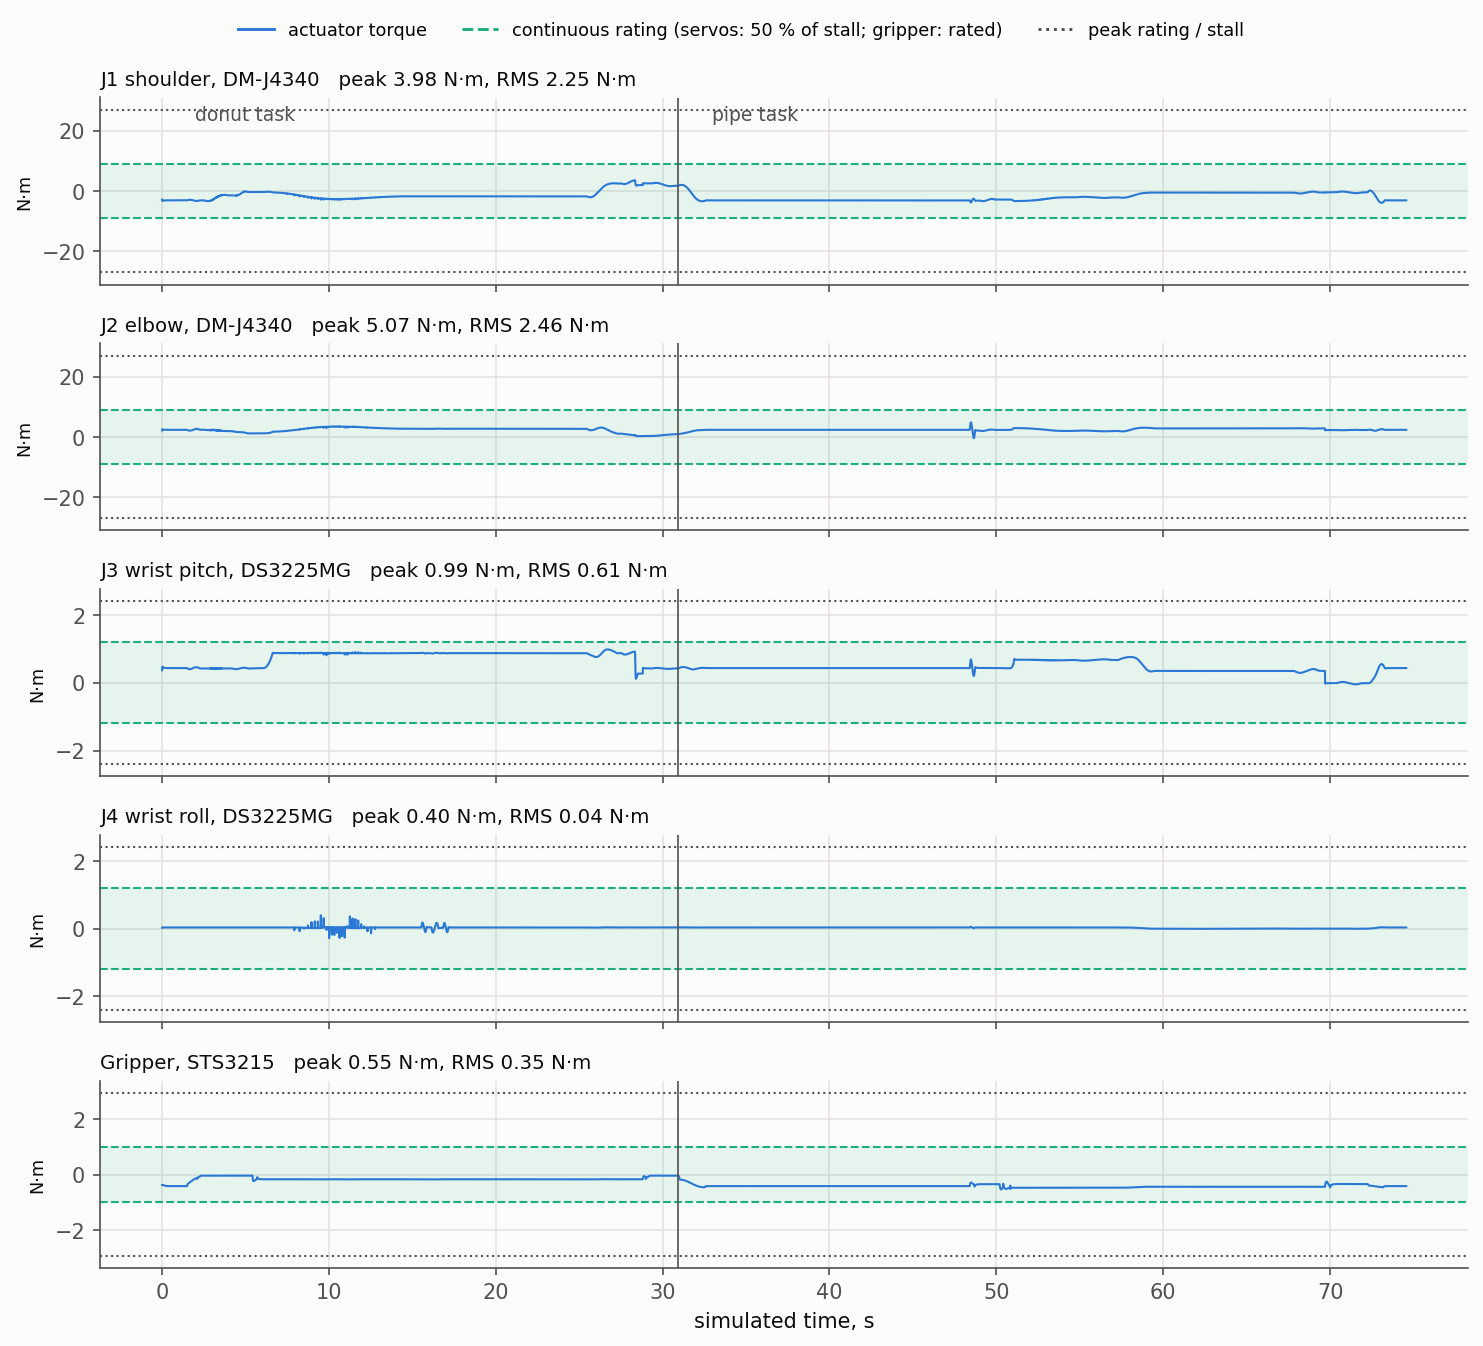 actuator torque continuous rating (servos: 50 % of stall; gripper: rated) peak rating / stall
J1 shoulder, DM-J4340 peak 3.98 N·m, RMS 2.25 N·m
donut task pipe task
20
0
−20
N·m
J2 elbow, DM-J4340 peak 5.07 N·m, RMS 2.46 N·m
20
0
−20
N·m
J3 wrist pitch, DS3225MG peak 0.99 N·m, RMS 0.61 N·m
2
0
−2
N·m
J4 wrist roll, DS3225MG peak 0.40 N·m, RMS 0.04 N·m
2
0
−2
N·m
Gripper, STS3215 peak 0.55 N·m, RMS 0.35 N·m
2
0
−2
N·m
0 10 20 30 40 50 60 70
simulated time, s